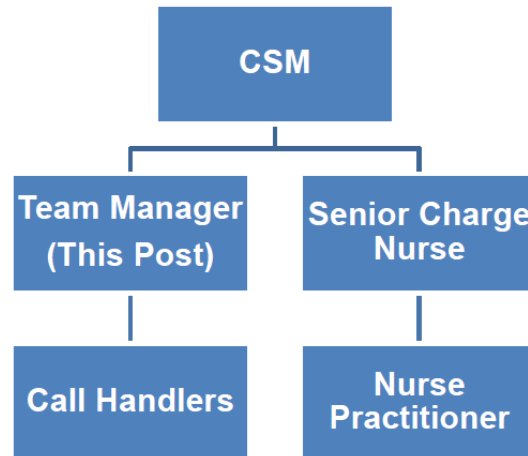 CSM
Team Manager
(This Post)
Senior Charge
Nurse
Call Handlers
Nurse
Practitioner